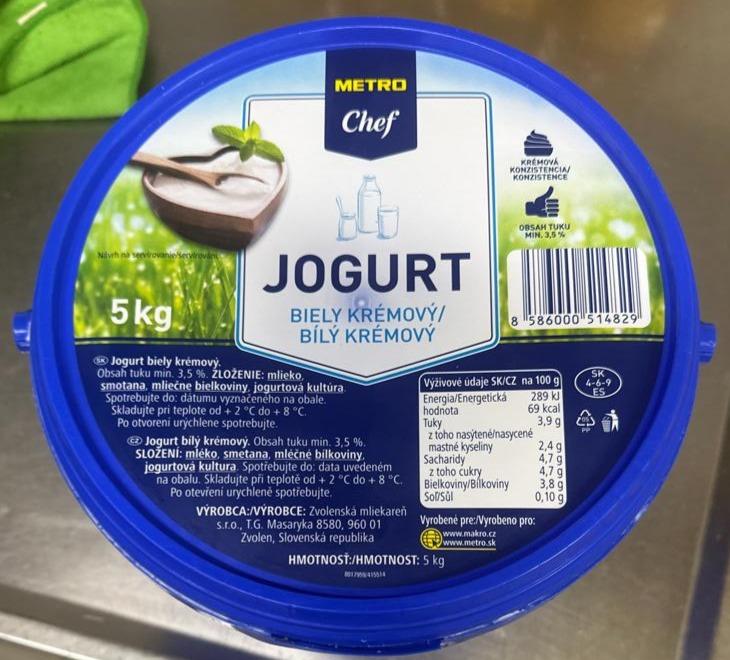 METRO
Chef
KRÉMOVÁ
KONZISTENCIA/
KONZISTENCE
OBSAH TUKU
MIN. 3,5 %
Návrh na servírovanie/servírování
JOGURT
BIELY KRÉMOVÝ/
BÍLÝ KRÉMOVÝ
5 kg
8 586000 514829
SK Jogurt biely krémový.
Obsah tuku min. 3,5 %. ZLOŽENIE: mlieko,
smotana, mliečne bielkoviny, jogurtová kultúra.
Spotrebujte do: dátumu vyznačeného na obale.
Skladujte pri teplote od + 2 °C do + 8 °C.
Po otvorení urýchlene spotrebujte.
CZ Jogurt bílý krémový. Obsah tuku min. 3,5 %.
SLOŽENÍ: mléko, smetana, mléčné bílkoviny,
jogurtová kultura. Spotřebujte do: data uvedeném
na obalu. Skladujte při teplotě od + 2 °C do + 8 °C.
Po otevření urychleně spotřebujte.
VÝROBCA:/VÝROBCE: Zvolenská mliekareň
s.r.o., T.G. Masaryka 8580, 960 01
Zvolen, Slovenská republika
HMOTNOSŤ:/HMOTNOST: 5 kg
Výživové údaje SK/CZ na 100 g
Energia/Energetická 289 kJ
hodnota 69 kcal
Tuky 3,9 g
z toho nasýtené/nasycené
mastné kyseliny 2,4 g
Sacharidy 4,7 g
z toho cukry 4,7 g
Bielkoviny/Bílkoviny 3,8 g
Soľ/Sůl 0,10 g
SK
4-6-9
ES
05
PP
Vyrobené pre:/Vyrobeno pro:
www.makro.cz
www.metro.sk